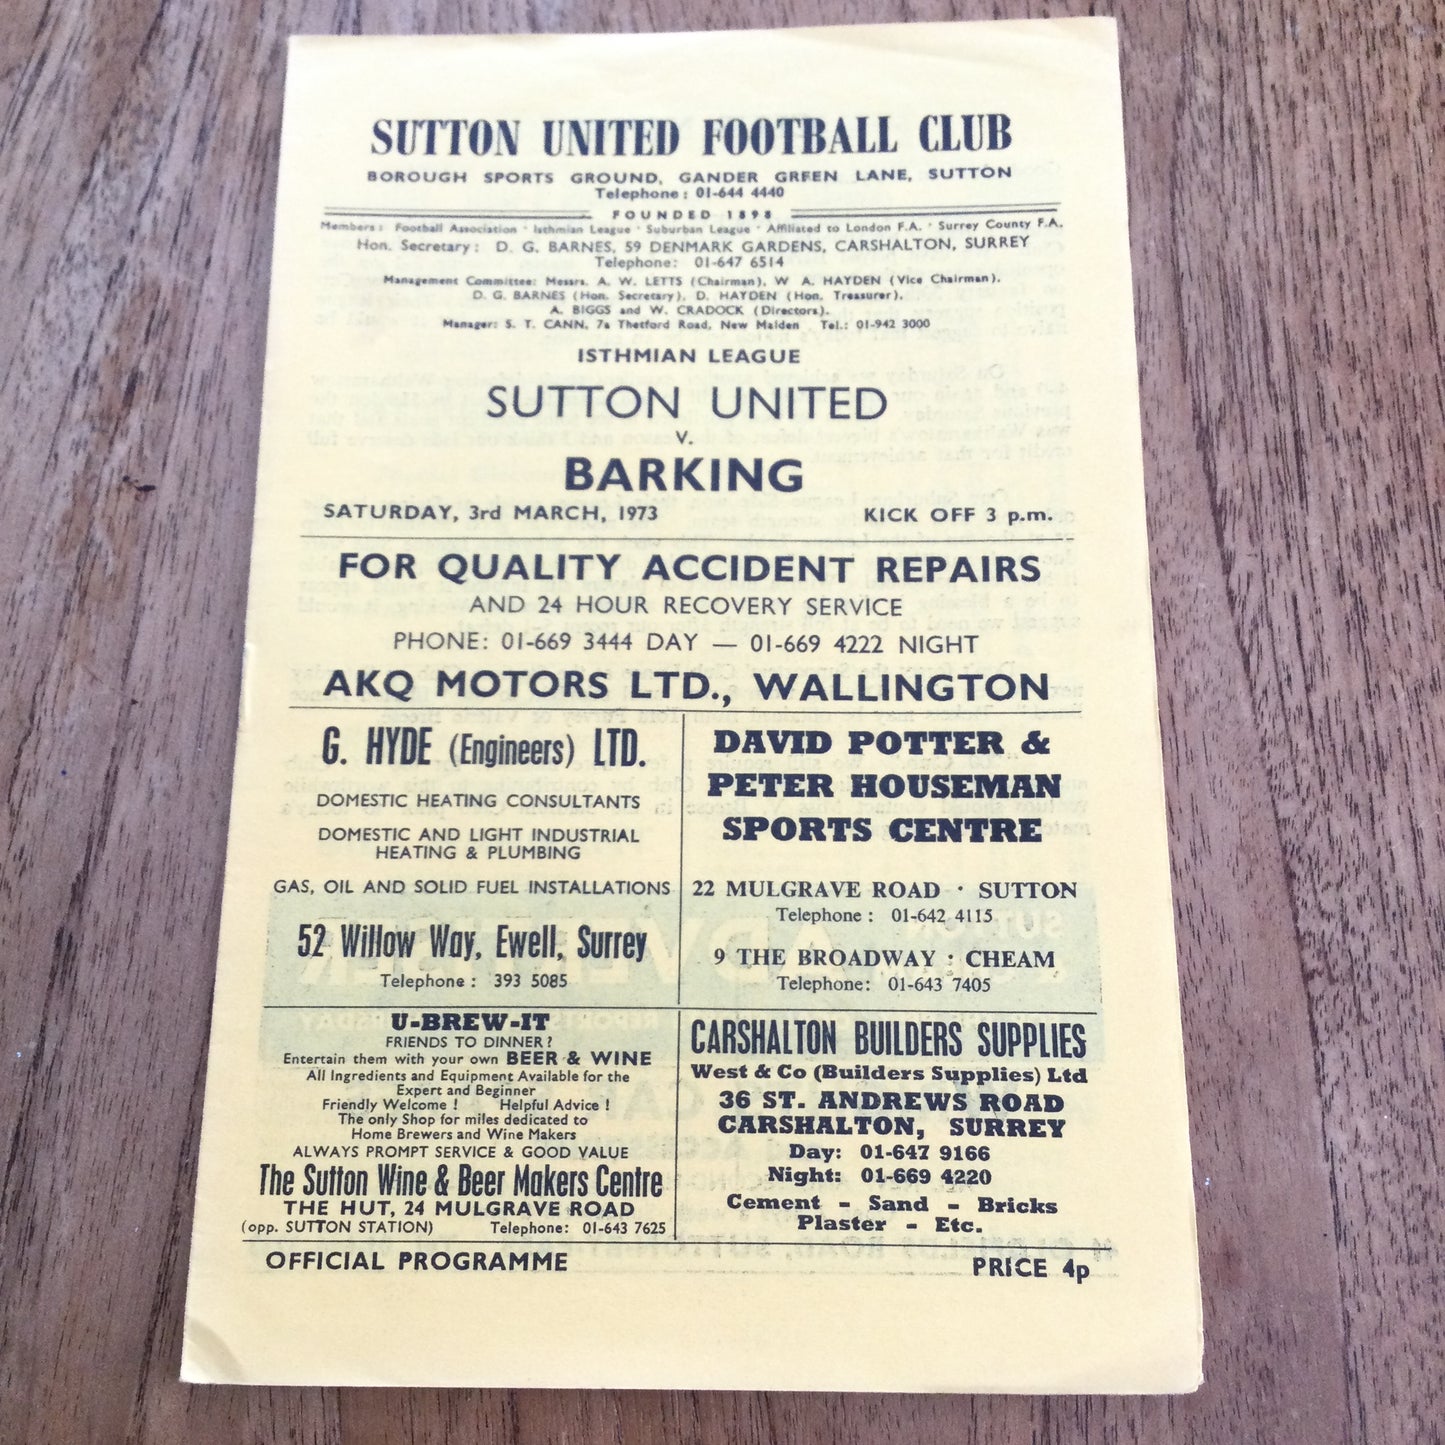 SUTTON UNITED FOOTBALL CLUB
BOROUGH SPORTS GROUND, GANDER GREEN LANE, SUTTON
Telephone: 01-644 4440
FOUNDED 1898
Members: Football Association · Isthmian League · Suburban League · Affiliated to London F.A. · Surrey County F.A.
Hon. Secretary: D. G. BARNES, 59 DENMARK GARDENS, CARSHALTON, SURREY
Telephone: 01-647 6514
Management Committee: Messrs. A. W. LETTS (Chairman), W A. HAYDEN (Vice Chairman).
D. G. BARNES (Hon. Secretary), D. HAYDEN (Hon. Treasurer).
A. BIGGS and W. CRADOCK (Directors).
Manager: S. T. CANN, 7a Thetford Road, New Malden Tel.: 01-942 3000
ISTHMIAN LEAGUE
SUTTON UNITED
V.
BARKING
SATURDAY, 3rd MARCH, 1973 KICK OFF 3 p.m.
FOR QUALITY ACCIDENT REPAIRS
AND 24 HOUR RECOVERY SERVICE
PHONE: 01-669 3444 DAY — 01-669 4222 NIGHT
AKQ MOTORS LTD., WALLINGTON
G. HYDE (Engineers) LTD.
DOMESTIC HEATING CONSULTANTS
DOMESTIC AND LIGHT INDUSTRIAL
HEATING & PLUMBING
GAS, OIL AND SOLID FUEL INSTALLATIONS
52 Willow Way, Ewell, Surrey
Telephone: 393 5085
DAVID POTTER &
PETER HOUSEMAN
SPORTS CENTRE
22 MULGRAVE ROAD · SUTTON
Telephone: 01-642 4115
9 THE BROADWAY · CHEAM
Telephone: 01-643 7405
U-BREW-IT
FRIENDS TO DINNER?
Entertain them with your own BEER & WINE
All Ingredients and Equipment Available for the
Expert and Beginner
Friendly Welcome! Helpful Advice!
The only Shop for miles dedicated to
Home Brewers and Wine Makers
ALWAYS PROMPT SERVICE & GOOD VALUE
The Sutton Wine & Beer Makers Centre
THE HUT, 24 MULGRAVE ROAD
(opp. SUTTON STATION) Telephone: 01-643 7625
CARSHALTON BUILDERS SUPPLIES
West & Co (Builders Supplies) Ltd
36 ST. ANDREWS ROAD
CARSHALTON, SURREY
Day: 01-647 9166
Night: 01-669 4220
Cement - Sand - Bricks
Plaster - Etc.
OFFICIAL PROGRAMME PRICE 4p